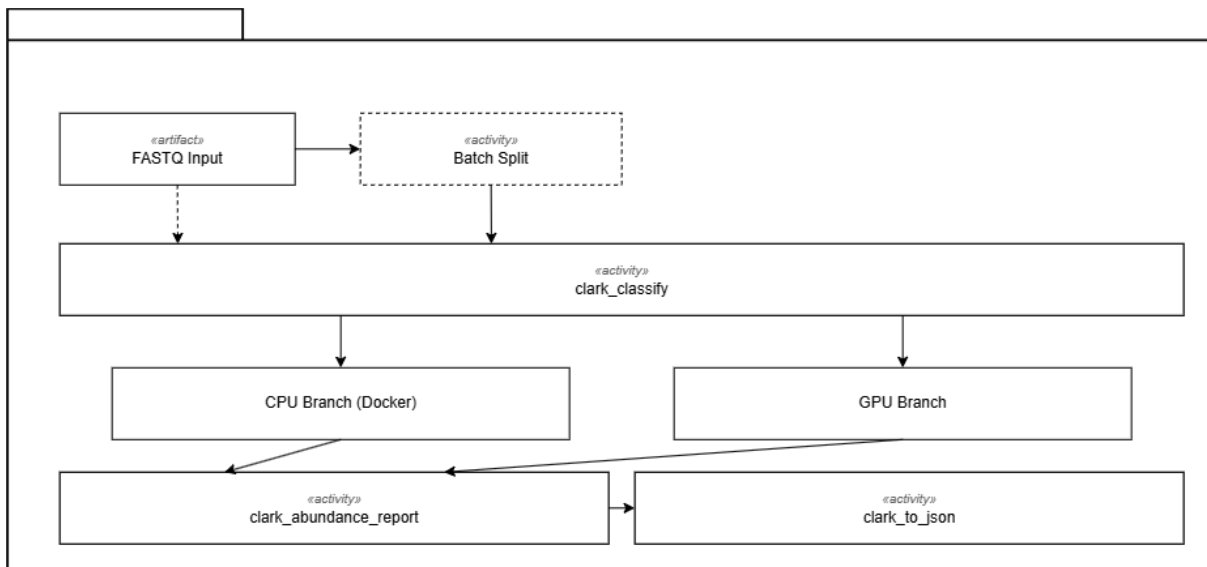 «artifact»
FASTQ Input
«activity»
Batch Split
«activity»
clark_classify
CPU Branch (Docker)
GPU Branch
«activity»
clark_abundance_report
«activity»
clark_to_json